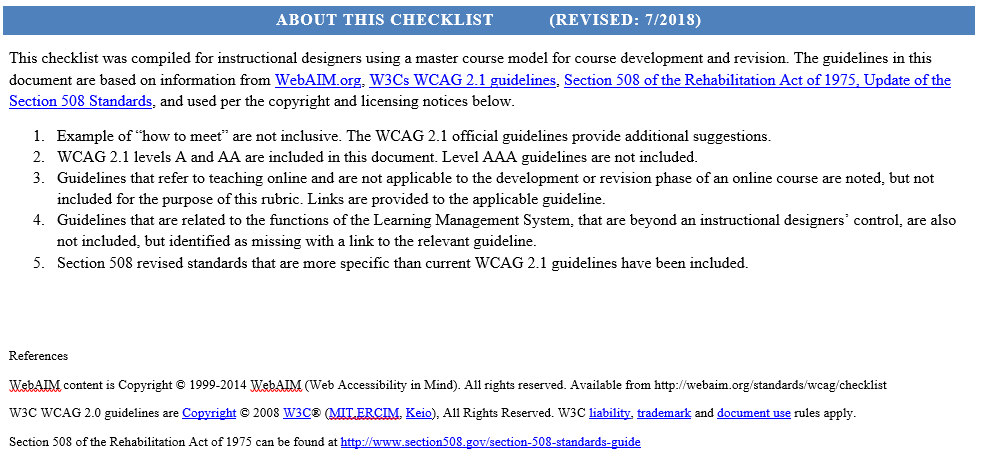 ABOUT THIS CHECKLIST (REVISED: 7/2018)
This checklist was compiled for instructional designers using a master course model for course development and revision. The guidelines in this
document are based on information from WebAIM.org, W3Cs WCAG 2.1 guidelines, Section 508 of the Rehabilitation Act of 1975, Update of the
Section 508 Standards, and used per the copyright and licensing notices below.
1. Example of “how to meet” are not inclusive. The WCAG 2.1 official guidelines provide additional suggestions.
2. WCAG 2.1 levels A and AA are included in this document. Level AAA guidelines are not included.
3. Guidelines that refer to teaching online and are not applicable to the development or revision phase of an online course are noted, but not
included for the purpose of this rubric. Links are provided to the applicable guideline.
4. Guidelines that are related to the functions of the Learning Management System, that are beyond an instructional designers’ control, are also
not included, but identified as missing with a link to the relevant guideline.
5. Section 508 revised standards that are more specific than current WCAG 2.1 guidelines have been included.
References
WebAIM content is Copyright © 1999-2014 WebAIM (Web Accessibility in Mind). All rights reserved. Available from http://webaim.org/standards/wcag/checklist
W3C WCAG 2.0 guidelines are Copyright © 2008 W3C® (MIT,ERCIM, Keio), All Rights Reserved. W3C liability, trademark and document use rules apply.
Section 508 of the Rehabilitation Act of 1975 can be found at http://www.section508.gov/section-508-standards-guide